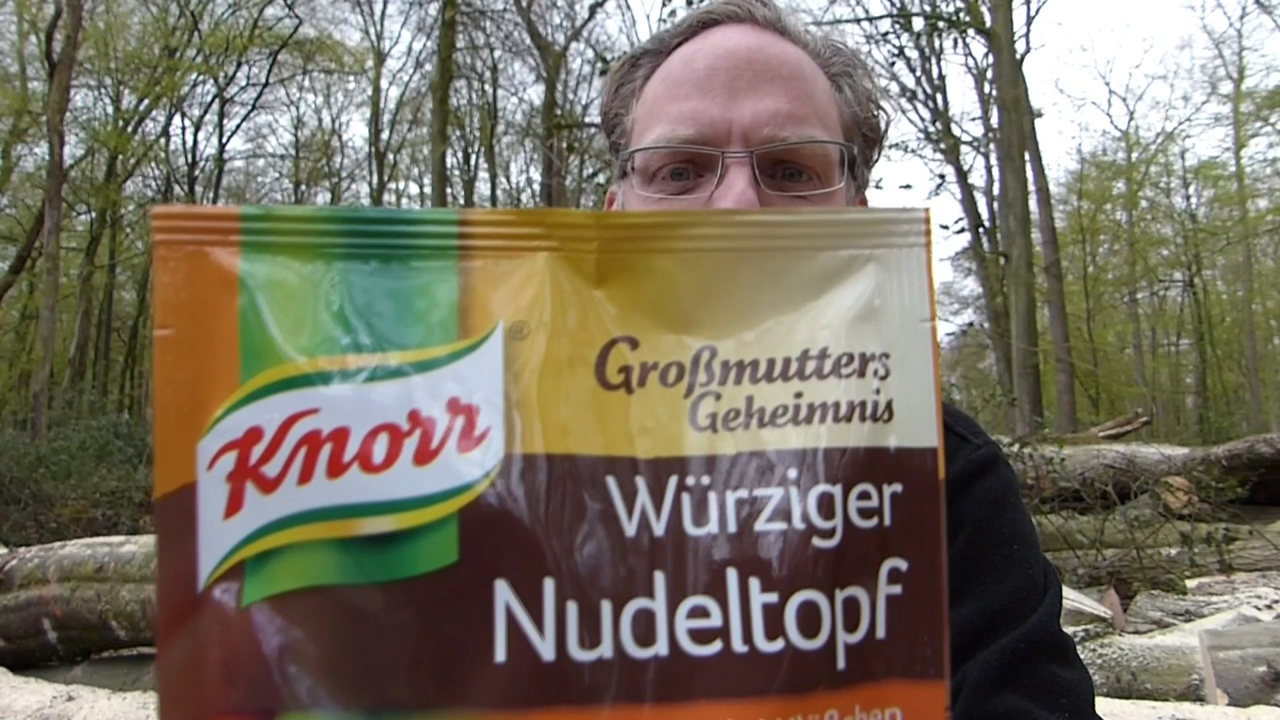 Knorr®
Großmutters
Geheimnis
Würziger
Nudeltopf